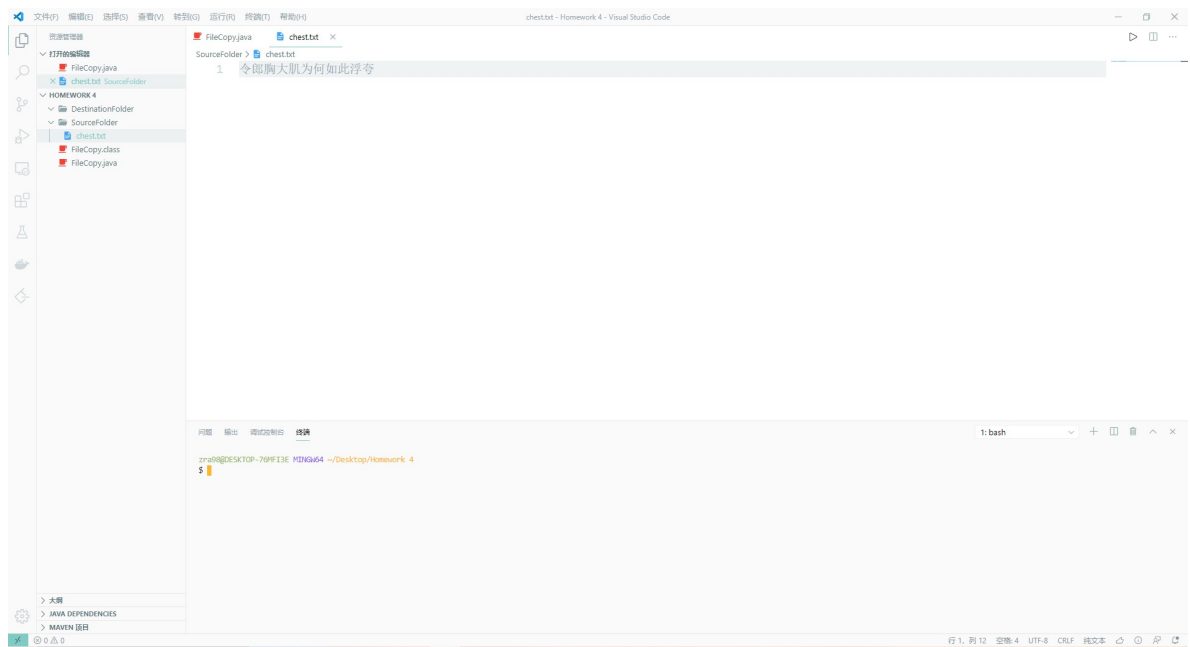 文件(F) 编辑(E) 选择(S) 查看(V) 转到(G) 运行(R) 终端(T) 帮助(H)
chest.txt - Homework 4 - Visual Studio Code
资源管理器
打开的编辑器
FileCopy.java
chest.txt SourceFolder
HOMEWORK 4
DestinationFolder
SourceFolder
chest.txt
FileCopy.class
FileCopy.java
大纲
JAVA DEPENDENCIES
MAVEN 项目
FileCopy.java chest.txt
SourceFolder > chest.txt
1 令郎胸大肌为何如此浮夸
问题 输出 调试控制台 终端
1: bash
zra98@DESKTOP-76MFI3E MINGW64 ~/Desktop/Homework 4
$
0 0
行 1，列 12 空格: 4 UTF-8 CRLF 纯文本